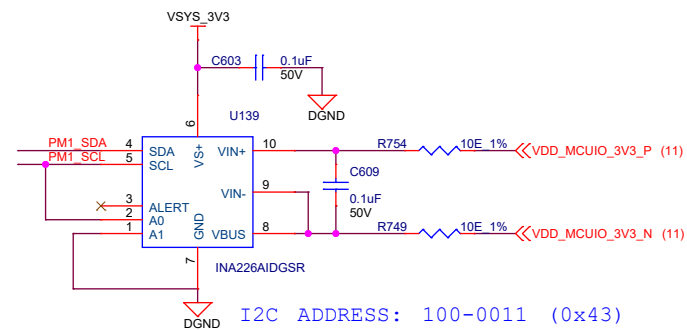 VSYS_3V3
C603
0.1uF
50V
DGND
U139
6
PM1_SDA
4
SDA
VS+
VIN+
10
R754
10E_1%
VDD_MCUIO_3V3_P (11)
PM1_SCL
5
SCL
C609
0.1uF
50V
VIN-
9
3
ALERT
2
A0
1
A1
GND
VBUS
8
R749
10E_1%
VDD_MCUIO_3V3_N (11)
7
INA226AIDGSR
DGND
I2C ADDRESS: 100-0011 (0x43)